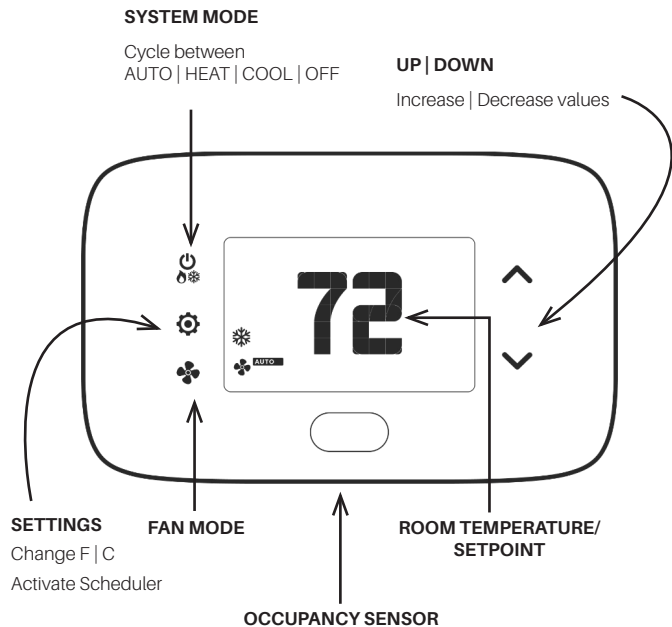 SYSTEM MODE
Cycle between
AUTO | HEAT | COOL | OFF
UP | DOWN
Increase | Decrease values
72
AUTO
SETTINGS
Change F | C
Activate Scheduler
FAN MODE
ROOM TEMPERATURE/
SETPOINT
OCCUPANCY SENSOR